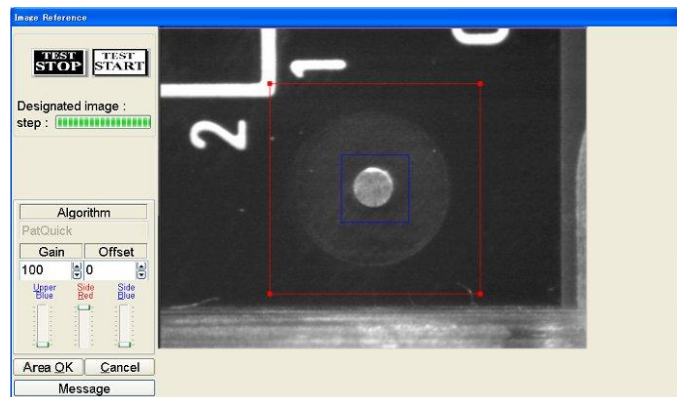 Image Reference
TEST
STOP
TEST
START
Designated image :
step :
Algorithm
PatQuick
Gain
Offset
100
0
Upper
Blue
Side
Red
Side
Blue
Area OK
Cancel
Message
1
2